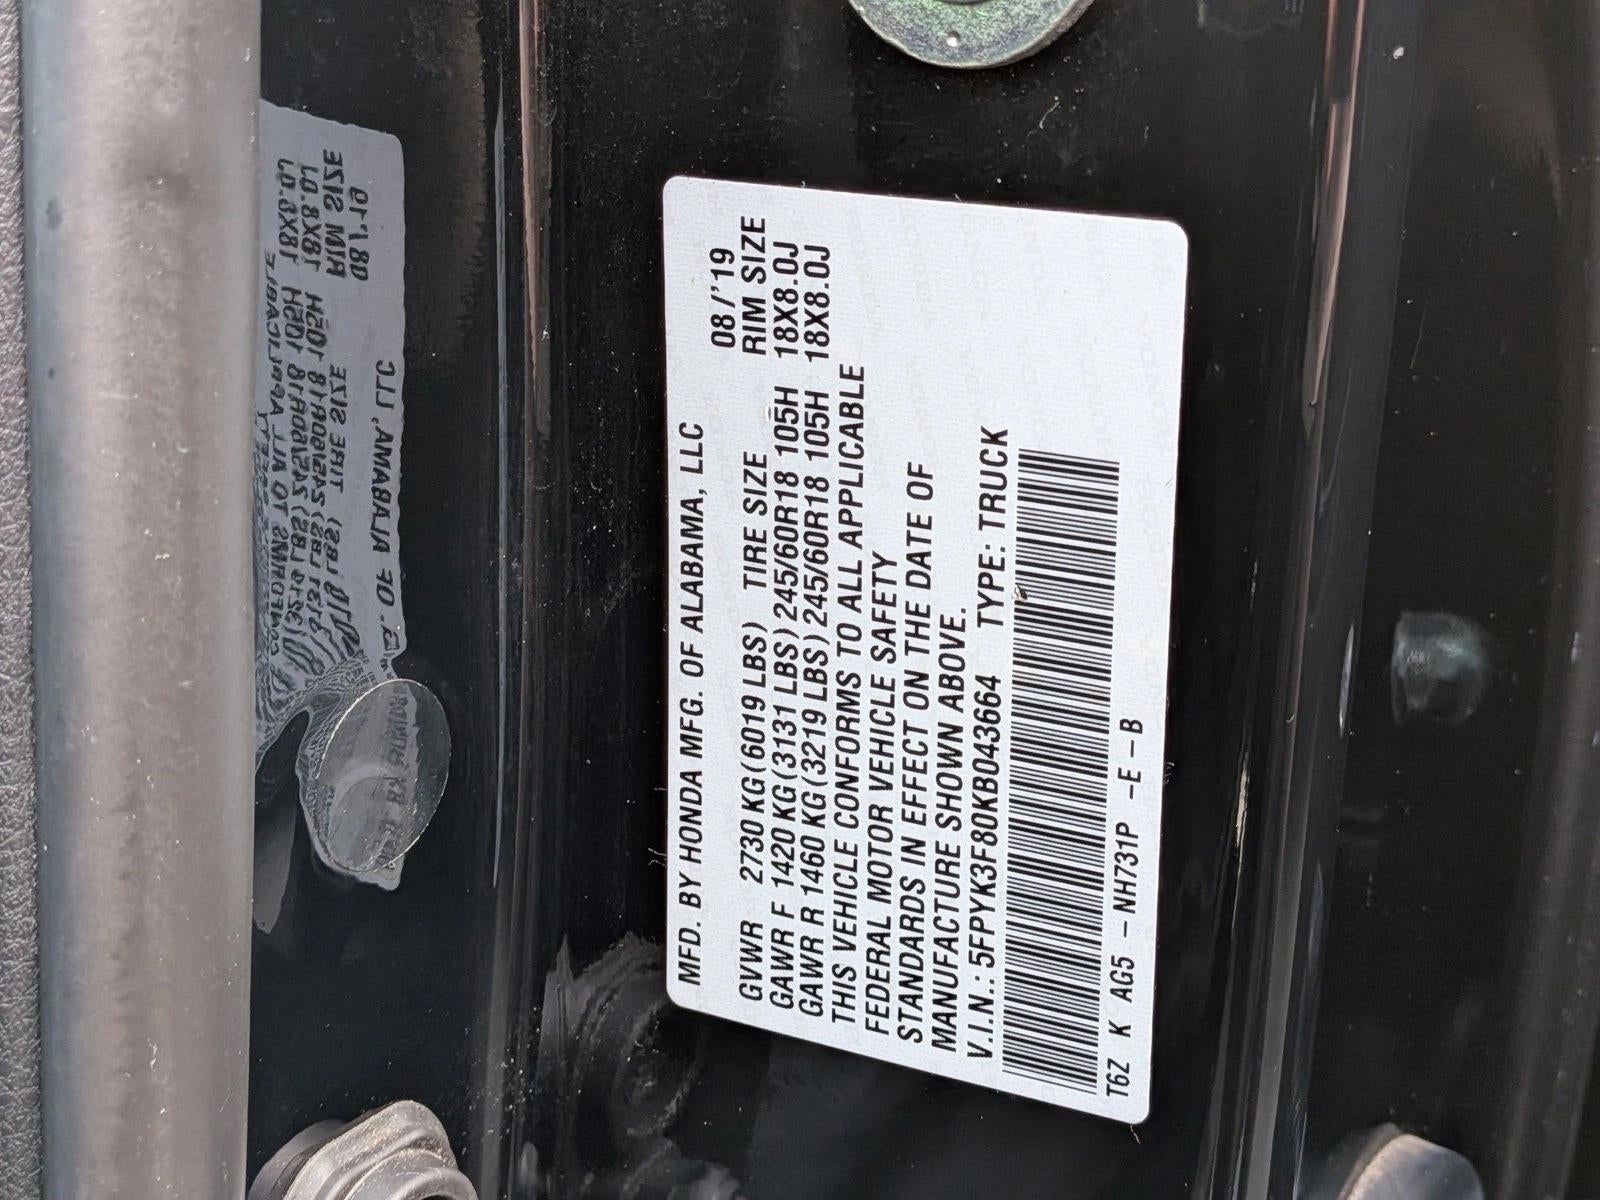 MFD. BY HONDA MFG. OF ALABAMA, LLC
08/'19
GVWR 2730 KG(6019 LBS) TIRE SIZE RIM SIZE
GAWR F 1420 KG(3131 LBS) 245/60R18 105H 18X8.0J
GAWR R 1460 KG(3219 LBS) 245/60R18 105H 18X8.0J
THIS VEHICLE CONFORMS TO ALL APPLICABLE
FEDERAL MOTOR VEHICLE SAFETY
STANDARDS IN EFFECT ON THE DATE OF
MANUFACTURE SHOWN ABOVE.
V.I.N.: 5FPYK3F80KB043664 TYPE: TRUCK
T6Z K AG5 – NH731P –E–B